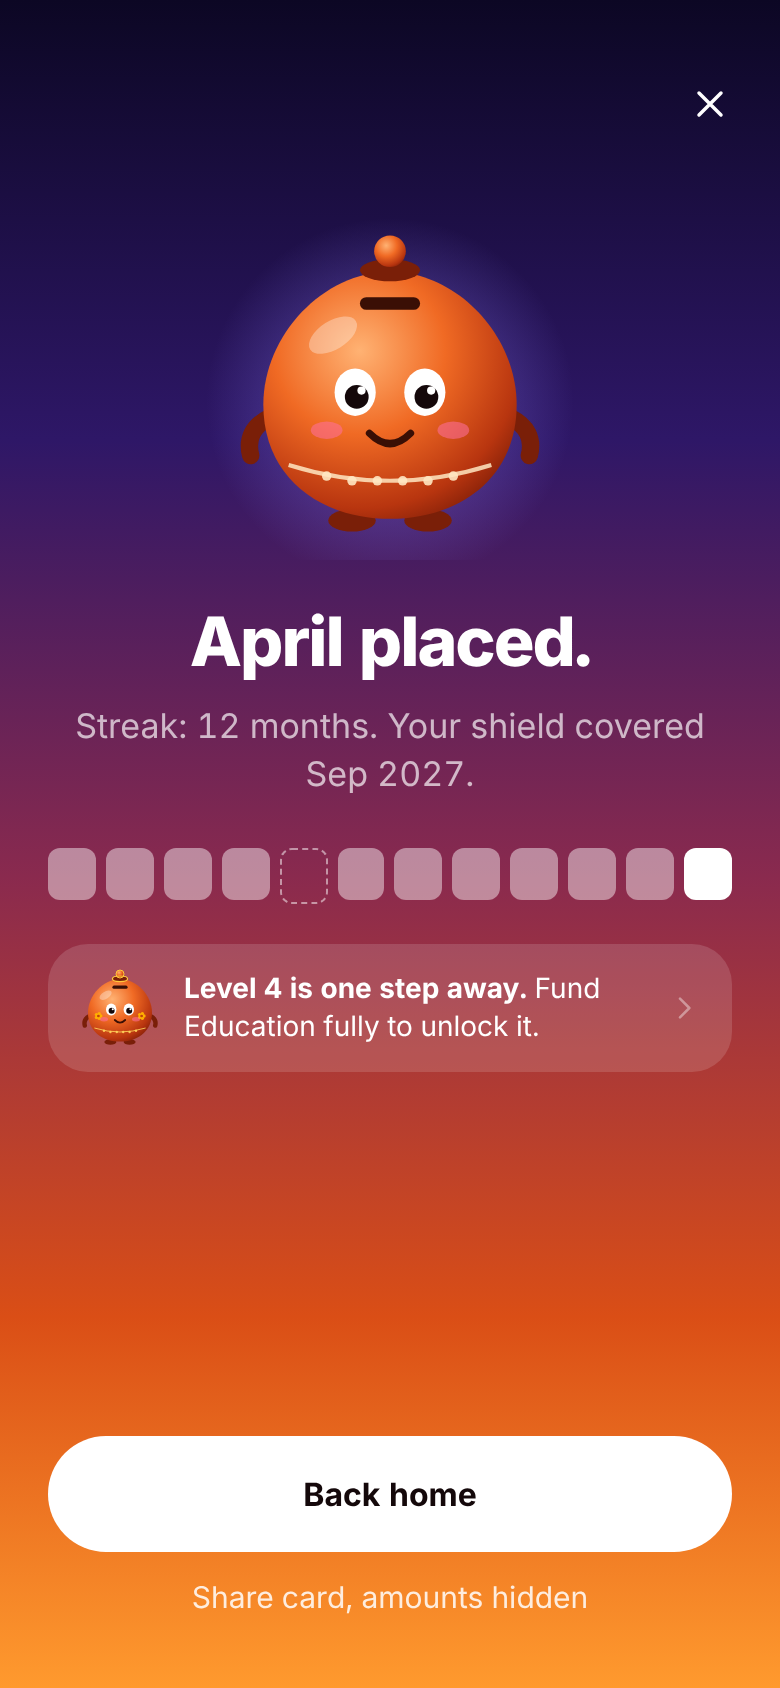 April placed.
Streak: 12 months. Your shield covered
Sep 2027.
Level 4 is one step away. Fund
Education fully to unlock it.
Back home
Share card, amounts hidden